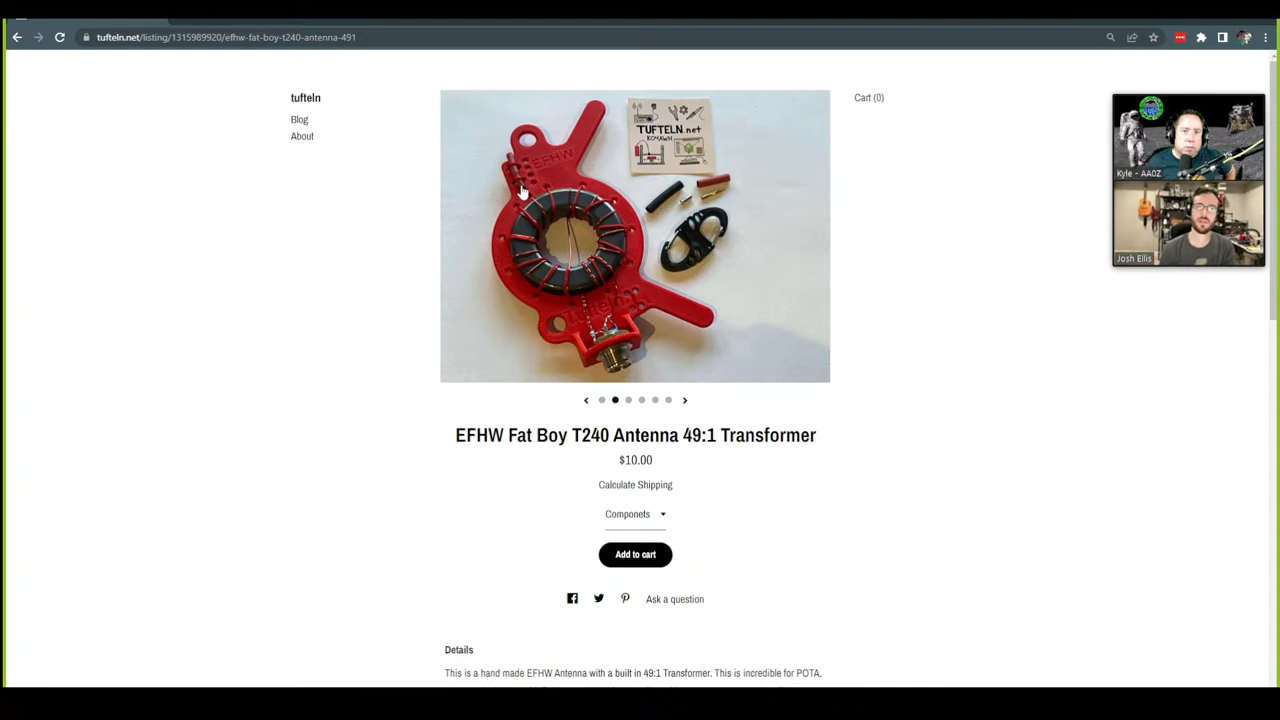 tufteln.net/listing/1315989920/efhw-fat-boy-t240-antenna-491
tufteln
Blog
About
Cart (0)
EFHW
TUFTELN.net
KCMAWH
Tufteln
Kyle - AA0Z
Josh Ellis
EFHW Fat Boy T240 Antenna 49:1 Transformer
$10.00
Calculate Shipping
Componets
Add to cart
Ask a question
Details
This is a hand made EFHW Antenna with a built in 49:1 Transformer. This is incredible for POTA,